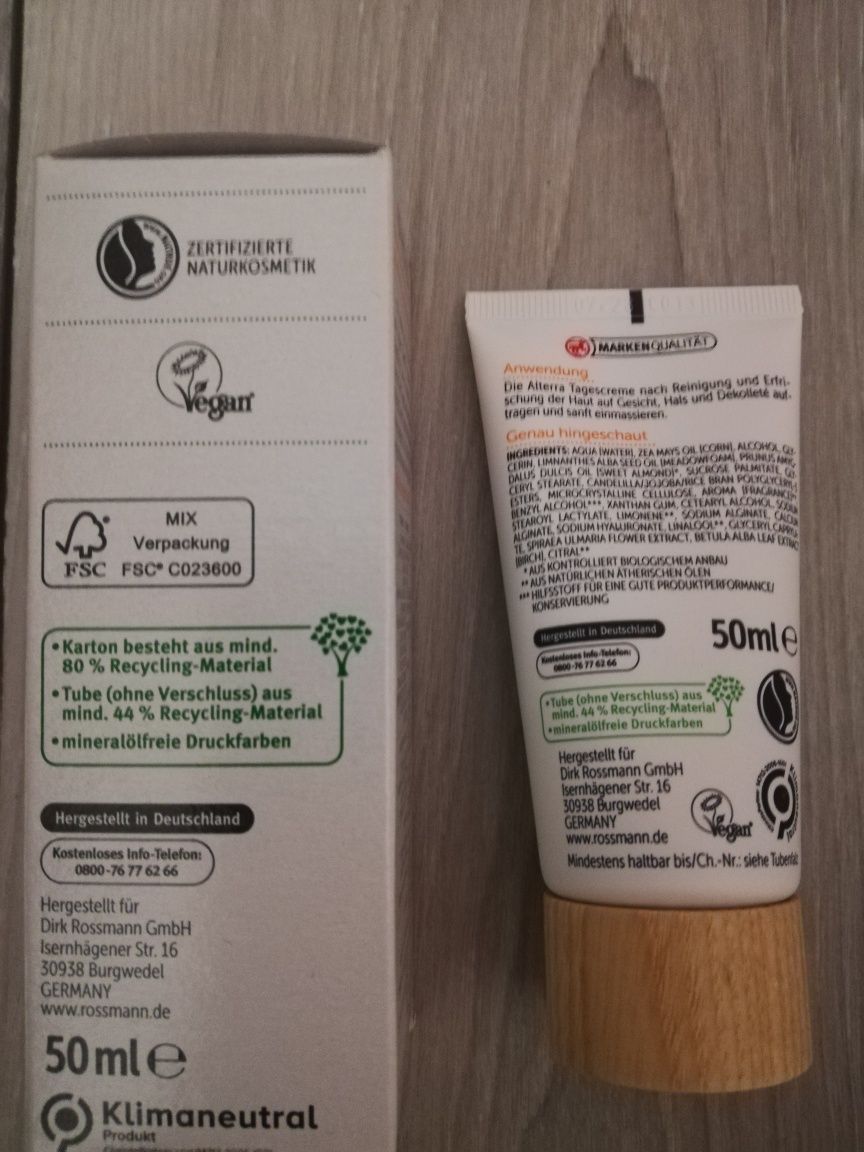 www.natrue.org
ZERTIFIZIERTE
NATURKOSMETIK
Vegan
FSC
MIX
Verpackung
FSC® C023600
• Karton besteht aus mind.
80 % Recycling-Material
• Tube (ohne Verschluss) aus
mind. 44 % Recycling-Material
• mineralölfreie Druckfarben
Hergestellt in Deutschland
Kostenloses Info-Telefon:
0800-76 77 62 66
Hergestellt für
Dirk Rossmann GmbH
Isernhägener Str. 16
30938 Burgwedel
GERMANY
www.rossmann.de
50 ml e
Klimaneutral
Produkt
MARKENQUALITÄT
Anwendung
Die Alterra Tagescreme nach Reinigung und Erfri-
schung der Haut auf Gesicht, Hals und Dekolleté auf-
tragen und sanft einmassieren.
Genau hingeschaut
INGREDIENTS: AQUA [WATER], ZEA MAYS OIL [CORN], ALCOHOL, GLY-
CERIN, LIMNANTHES ALBA SEED OIL [MEADOWFOAM], PRUNUS AMYG-
DALUS DULCIS OIL [SWEET ALMOND]*, SUCROSE PALMITATE, GLY-
CERYL STEARATE, CANDELILLA/JOJOBA/RICE BRAN POLYGLYCERYL-3
ESTERS, MICROCRYSTALLINE CELLULOSE, AROMA [FRAGRANCE]**,
BENZYL ALCOHOL***, XANTHAN GUM, CETEARYL ALCOHOL, SODIUM
STEAROYL LACTYLATE, LIMONENE**, SODIUM ALGINATE, CALCIUM
ALGINATE, SODIUM HYALURONATE, LINALOOL**, GLYCERYL CAPRYLA-
TE, SPIRAEA ULMARIA FLOWER EXTRACT, BETULA ALBA LEAF EXTRACT
[BIRCH], CITRAL**
* AUS KONTROLLIERT BIOLOGISCHEM ANBAU
** AUS NATÜRLICHEN ÄTHERISCHEN ÖLEN
*** HILFSSTOFF FÜR EINE GUTE PRODUKTPERFORMANCE/
KONSERVIERUNG
Hergestellt in Deutschland
50ml e
Kostenloses Info-Telefon:
0800-76 77 62 66
• Tube (ohne Verschluss) aus
mind. 44 % Recycling-Material
• mineralölfreie Druckfarben
Hergestellt für
Dirk Rossmann GmbH
Isernhägener Str. 16
30938 Burgwedel
GERMANY
www.rossmann.de
Vegan
Mindestens haltbar bis/Ch.-Nr.: siehe Tubenfalz